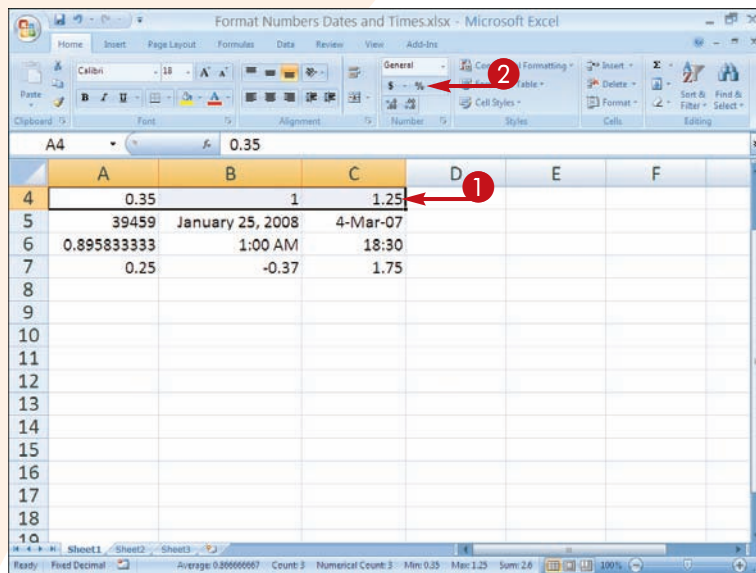 Format Numbers Dates and Times.xlsx - Microsoft Excel
Home Insert Page Layout Formulas Data Review View Add-Ins
Calibri 18 A A General Insert Σ
Paste B I U A $ % Delete Sort & Find &
Cell Styles Format Filter Select
Clipboard Font Alignment Number Styles Cells Editing
2
A4 fx 0.35
A B C D E F
4 0.35 1 1.25
1
5 39459 January 25, 2008 4-Mar-07
6 0.895833333 1:00 AM 18:30
7 0.25 -0.37 1.75
8
9
10
11
12
13
14
15
16
17
18
19
Sheet1 Sheet2 Sheet3
Ready Fixed Decimal Average: 0.866666667 Count: 3 Numerical Count: 3 Min: 0.35 Max: 1.25 Sum: 2.6 100%